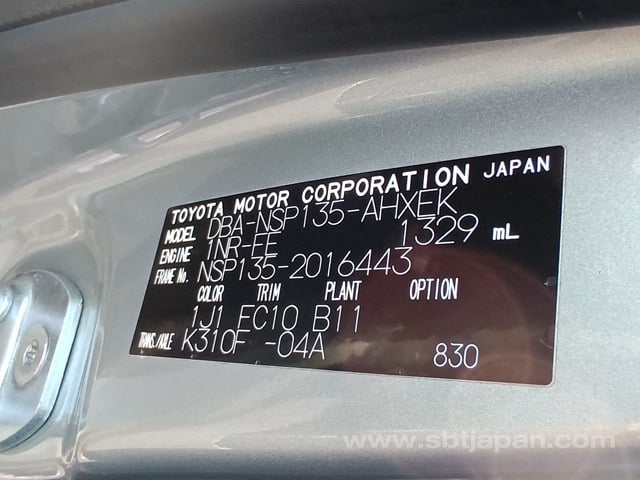 TOYOTA MOTOR CORPORATION JAPAN
MODEL DBA-NSP135-AHXEK
ENGINE 1NR-FE 1329 mL
FRAME No. NSP135-2016443
COLOR TRIM PLANT OPTION
1J1 FC10 B11
TRANS./AXLE K310F -04A 830
www.sbtjapan.com